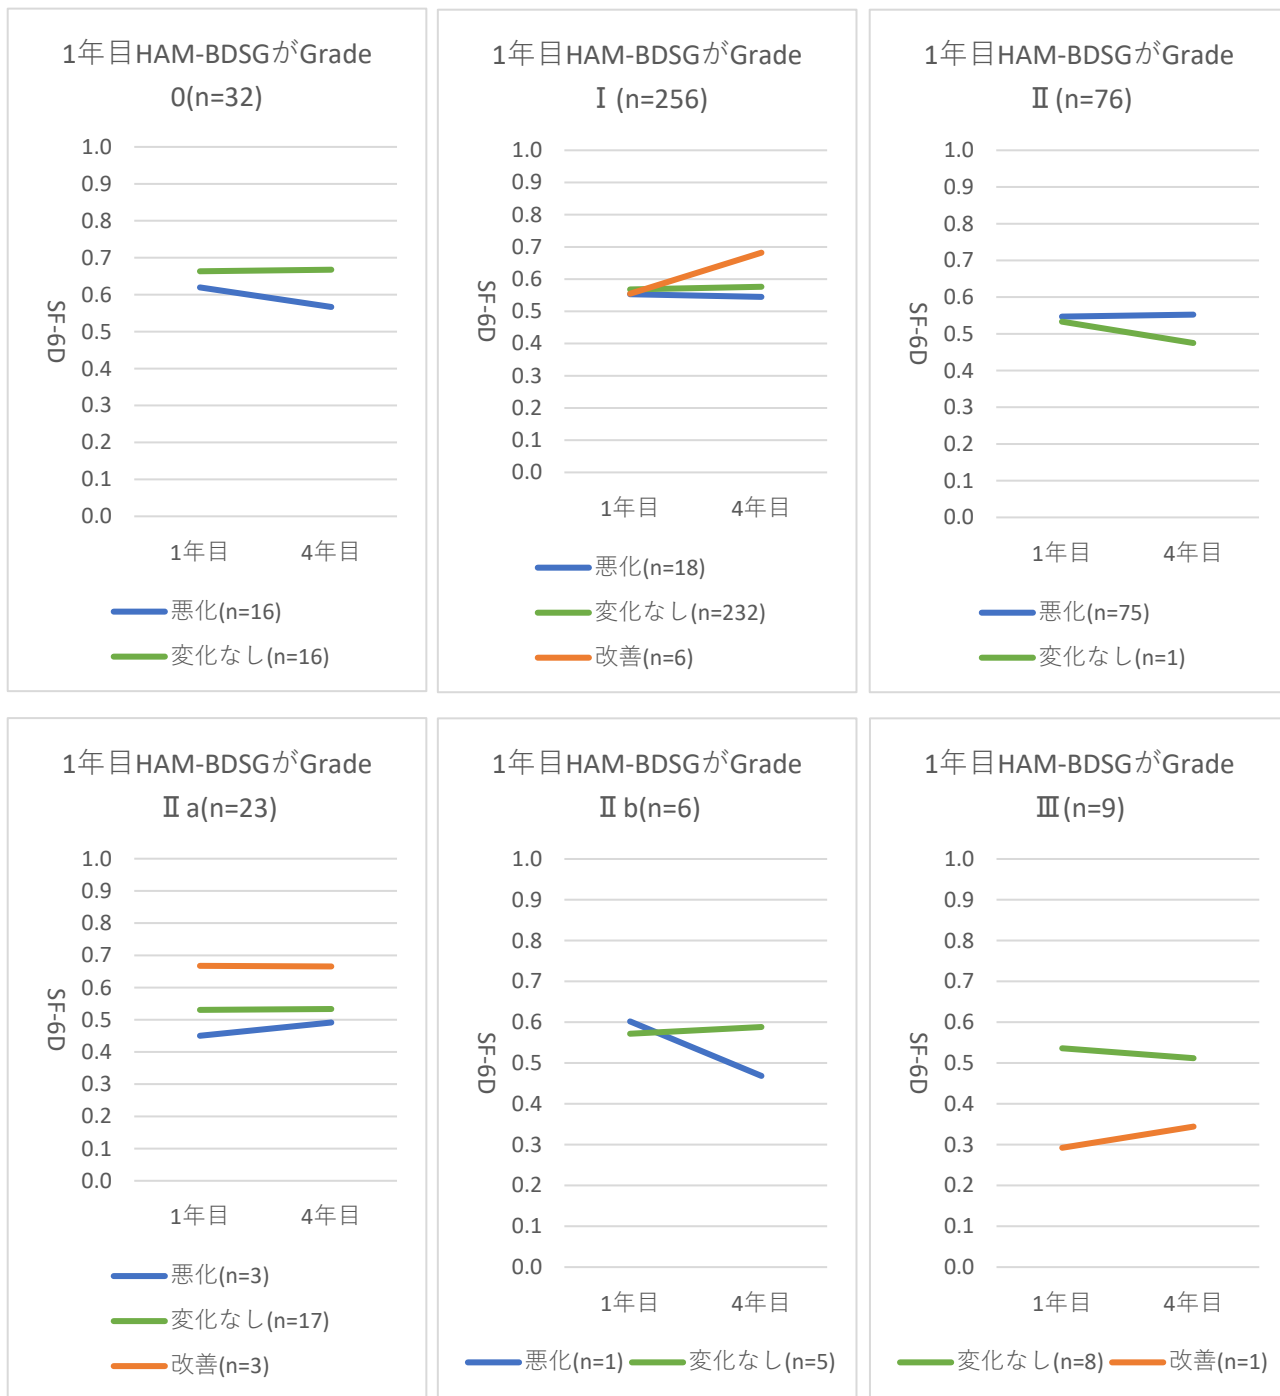 1年目HAM-BDSGがGrade
0(n=32)
1.0
0.9
0.8
0.7
0.6
0.5
0.4
0.3
0.2
0.1
0.0
SF-6D
1年目
4年目
悪化(n=16)
変化なし(n=16)
1年目HAM-BDSGがGrade
Ⅰ(n=256)
1.0
0.9
0.8
0.7
0.6
0.5
0.4
0.3
0.2
0.1
0.0
SF-6D
1年目
4年目
悪化(n=18)
変化なし(n=232)
改善(n=6)
1年目HAM-BDSGがGrade
Ⅱ(n=76)
1.0
0.9
0.8
0.7
0.6
0.5
0.4
0.3
0.2
0.1
0.0
SF-6D
1年目
4年目
悪化(n=75)
変化なし(n=1)
1年目HAM-BDSGがGrade
Ⅱa(n=23)
1.0
0.9
0.8
0.7
0.6
0.5
0.4
0.3
0.2
0.1
0.0
SF-6D
1年目
4年目
悪化(n=3)
変化なし(n=17)
改善(n=3)
1年目HAM-BDSGがGrade
Ⅱb(n=6)
1.0
0.9
0.8
0.7
0.6
0.5
0.4
0.3
0.2
0.1
0.0
SF-6D
1年目
4年目
悪化(n=1)
変化なし(n=5)
1年目HAM-BDSGがGrade
Ⅲ(n=9)
1.0
0.9
0.8
0.7
0.6
0.5
0.4
0.3
0.2
0.1
0.0
SF-6D
1年目
4年目
変化なし(n=8)
改善(n=1)